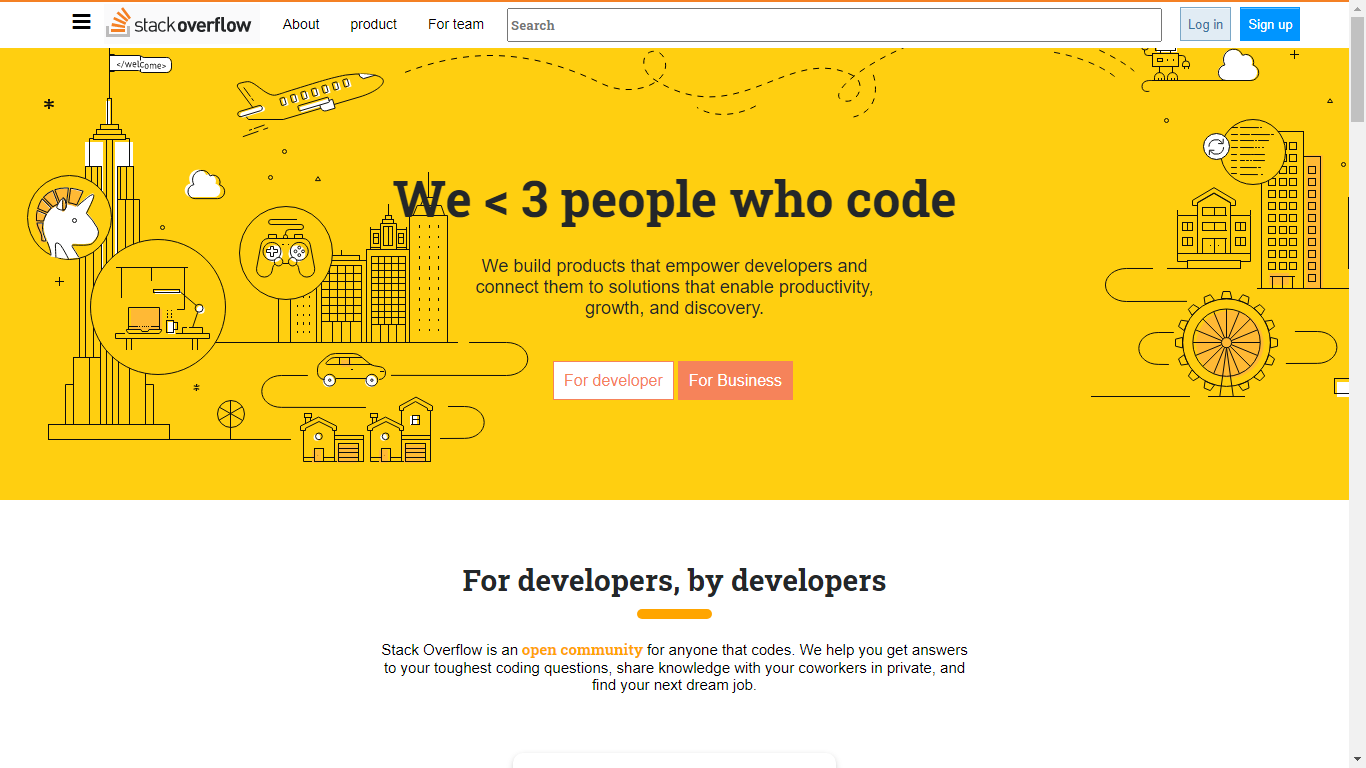 stackoverflow
About
product
For team
Search
Log in
Sign up
</welcome>
We < 3 people who code
We build products that empower developers and
connect them to solutions that enable productivity,
growth, and discovery.
For developer
For Business
For developers, by developers
Stack Overflow is an open community for anyone that codes. We help you get answers
to your toughest coding questions, share knowledge with your coworkers in private, and
find your next dream job.